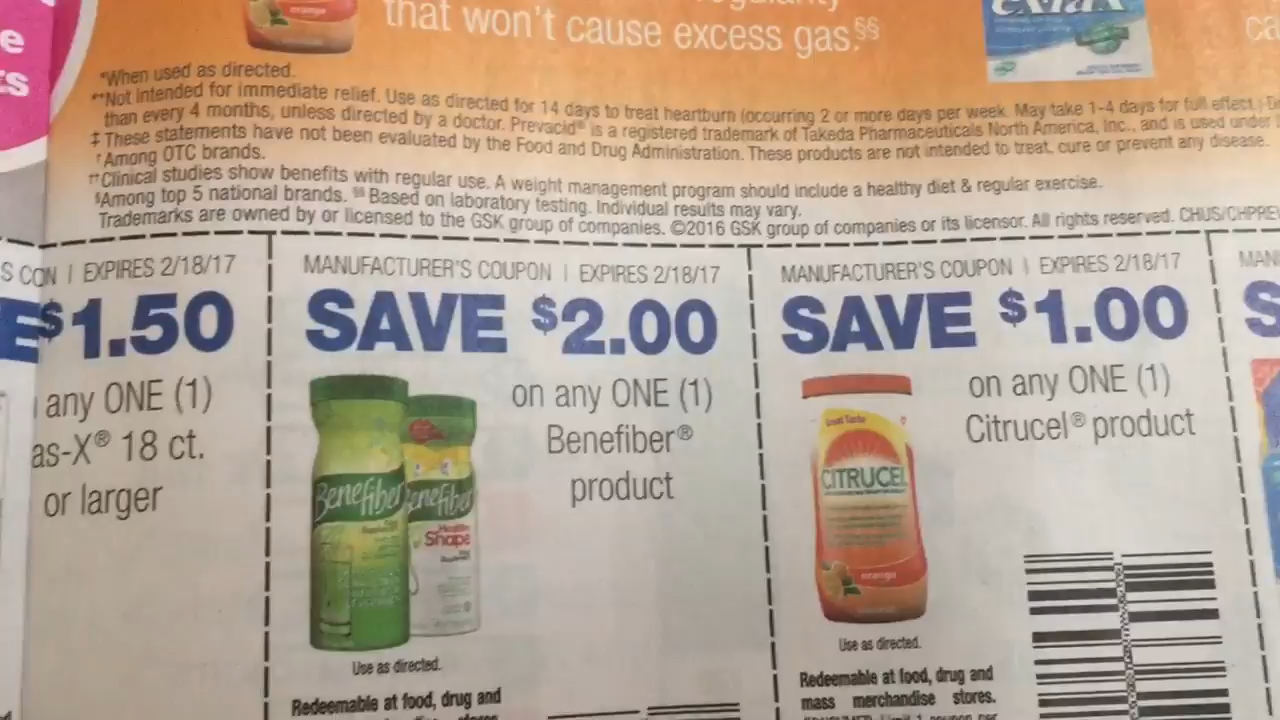 e
ts
orange
that won't cause excess gas.§§
ex-lax
ca
*When used as directed.
**Not intended for immediate relief. Use as directed for 14 days to treat heartburn (occurring 2 or more days per week. May take 1-4 days for full effect.
than every 4 months, unless directed by a doctor. Prevacid® is a registered trademark of Takeda Pharmaceuticals North America, Inc., and is used under
‡ These statements have not been evaluated by the Food and Drug Administration. These products are not intended to treat, cure or prevent any disease.
†Among OTC brands.
††Clinical studies show benefits with regular use. A weight management program should include a healthy diet & regular exercise.
§Among top 5 national brands. §§Based on laboratory testing. Individual results may vary.
Trademarks are owned by or licensed to the GSK group of companies. ©2016 GSK group of companies or its licensor. All rights reserved. CHUS/CHPRE
S CON | EXPIRES 2/18/17
E $1.50
any ONE (1)
as-X® 18 ct.
or larger
MANUFACTURER'S COUPON | EXPIRES 2/18/17
SAVE $2.00
on any ONE (1)
Benefiber®
product
Benefiber
Benefiber
Healthy
Shape
Use as directed.
Redeemable at food, drug and
MANUFACTURER'S COUPON | EXPIRES 2/18/17
SAVE $1.00
on any ONE (1)
Citrucel® product
Great Taste
CITRUCEL
orange
Use as directed.
Redeemable at food, drug and
mass merchandise stores.
MAN
S